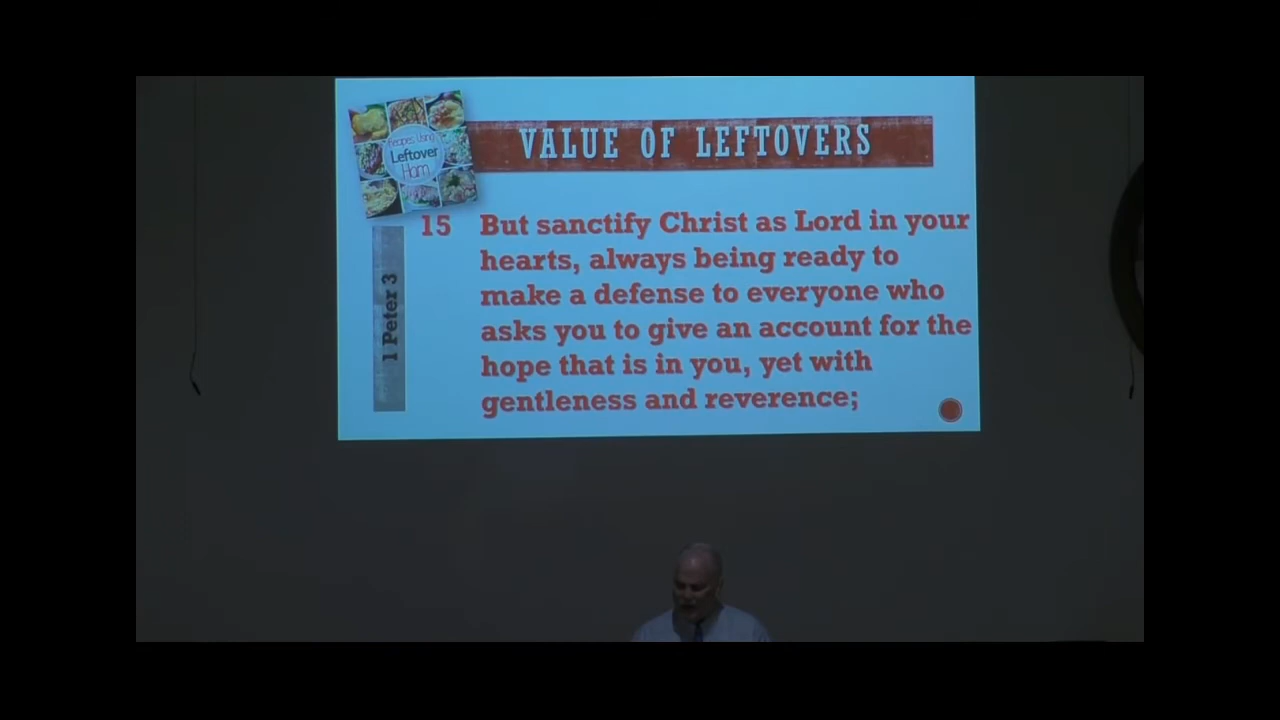 Recipes Using
Leftover
Ham
VALUE OF LEFTOVERS
1 Peter 3
15 But sanctify Christ as Lord in your
hearts, always being ready to
make a defense to everyone who
asks you to give an account for the
hope that is in you, yet with
gentleness and reverence;